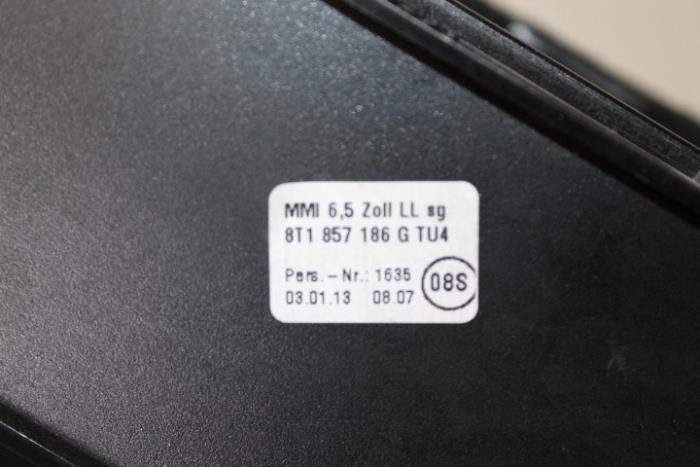 MMI 6,5 Zoll LL sg
8T1 857 186 G TU4
Pers.-Nr.: 1635
03.01.13 08.07
08S